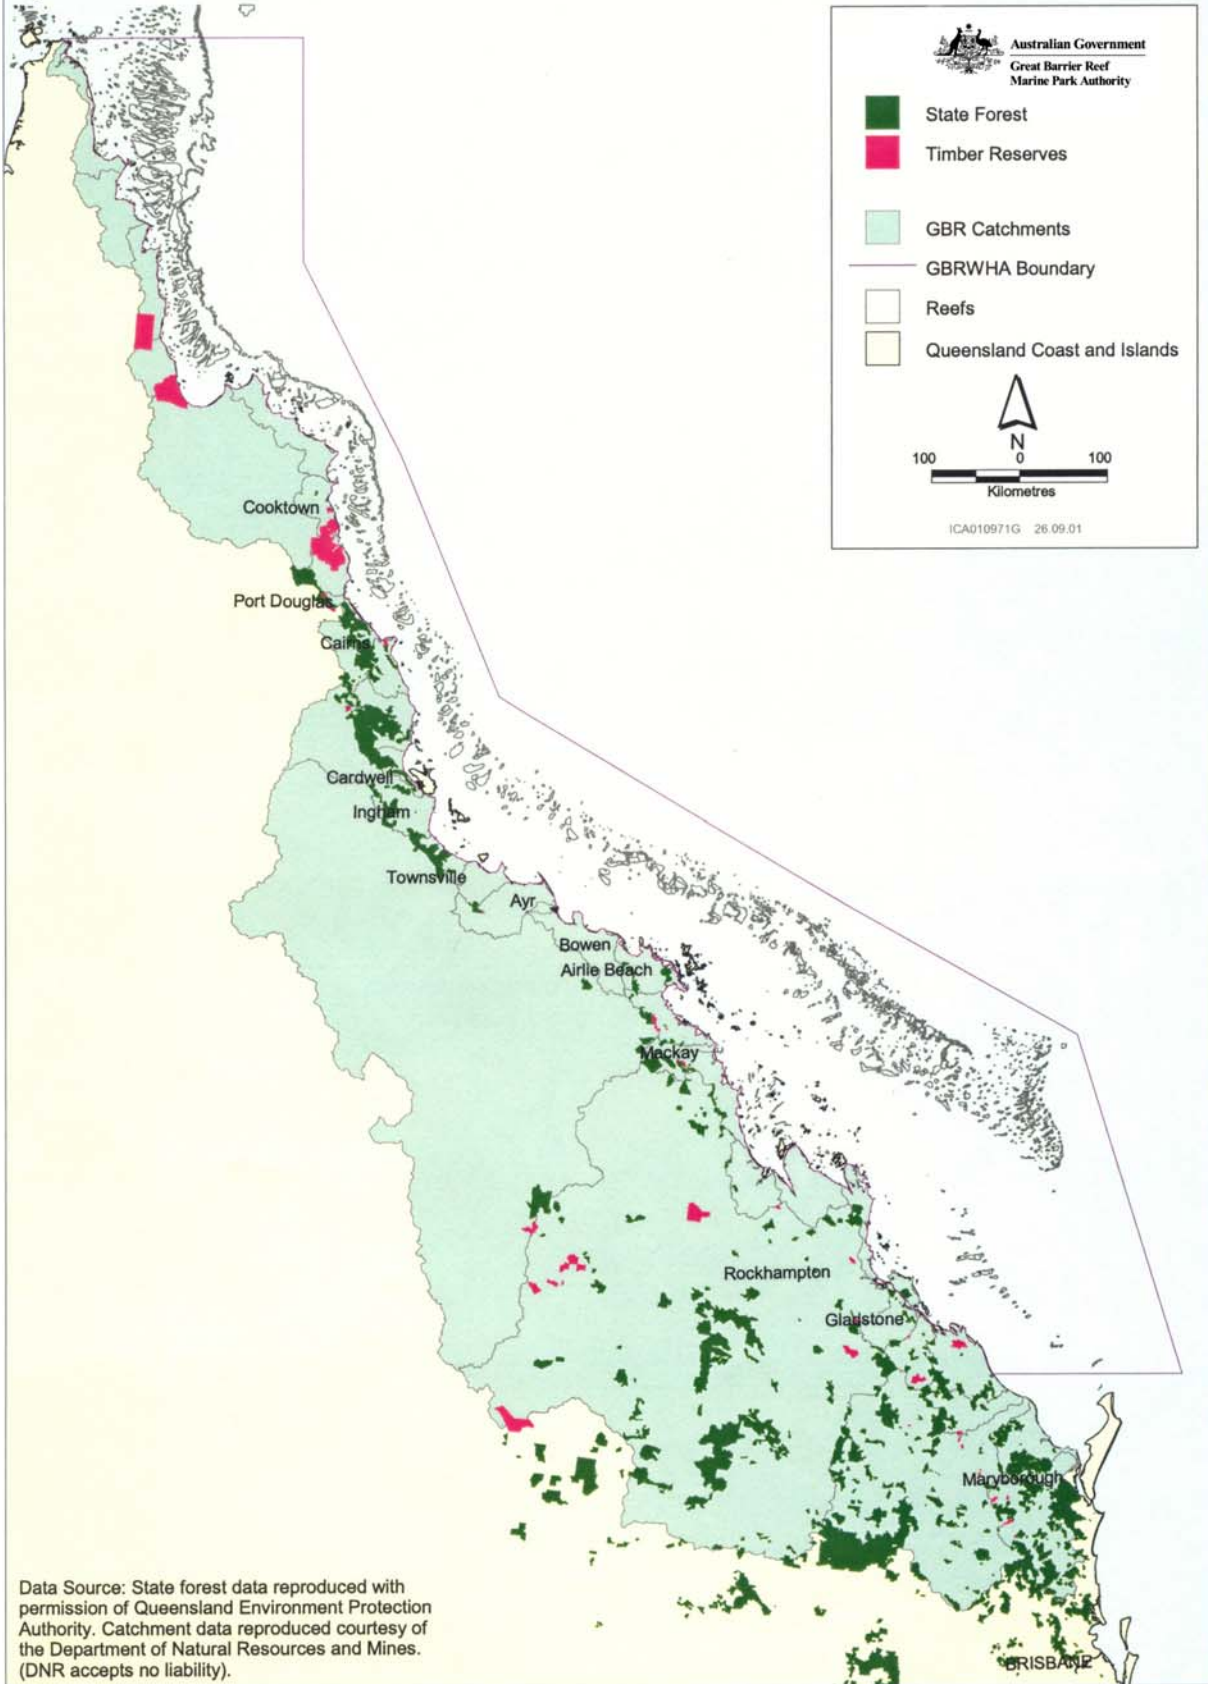 Australian Government
Great Barrier Reef
Marine Park Authority
State Forest
Timber Reserves
GBR Catchments
GBRWHA Boundary
Reefs
Queensland Coast and Islands
N
100 0 100
Kilometres
ICA010971G 26.09.01
Cooktown
Port Douglas
Cairns
Cardwell
Ingham
Townsville
Ayr
Bowen
Airlie Beach
Mackay
Rockhampton
Gladstone
Maryborough
BRISBANE
Data Source: State forest data reproduced with
permission of Queensland Environment Protection
Authority. Catchment data reproduced courtesy of
the Department of Natural Resources and Mines.
(DNR accepts no liability).